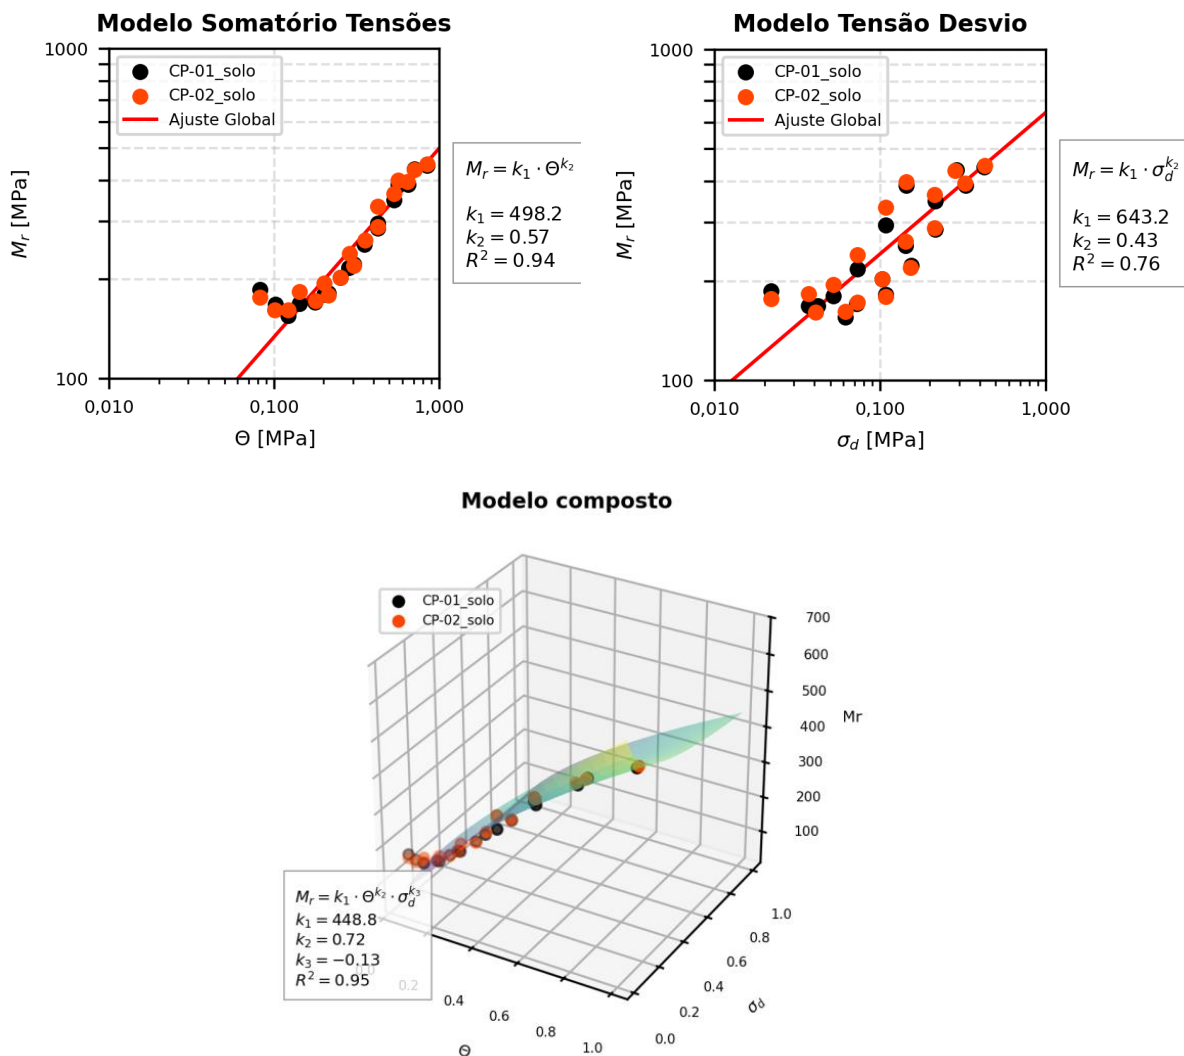 Modelo Somatório Tensões
1000
100
0,010
0,100
1,000
M_r [MPa]
Θ [MPa]
CP-01_solo
CP-02_solo
Ajuste Global
M_r = k_1 · Θ^{k_2}
k_1 = 498.2
k_2 = 0.57
R^2 = 0.94
Modelo Tensão Desvio
1000
100
0,010
0,100
1,000
M_r [MPa]
σ_d [MPa]
CP-01_solo
CP-02_solo
Ajuste Global
M_r = k_1 · σ_d^{k_2}
k_1 = 643.2
k_2 = 0.43
R^2 = 0.76
Modelo composto
CP-01_solo
CP-02_solo
700
600
500
400
300
200
100
Mr
1.0
0.8
0.6
0.4
0.2
0.0
σ_d
M_r = k_1 · Θ^{k_2} · σ_d^{k_3}
k_1 = 448.8
k_2 = 0.72
k_3 = −0.13
R^2 = 0.95
0.0
0.2
0.4
0.6
0.8
1.0
Θ